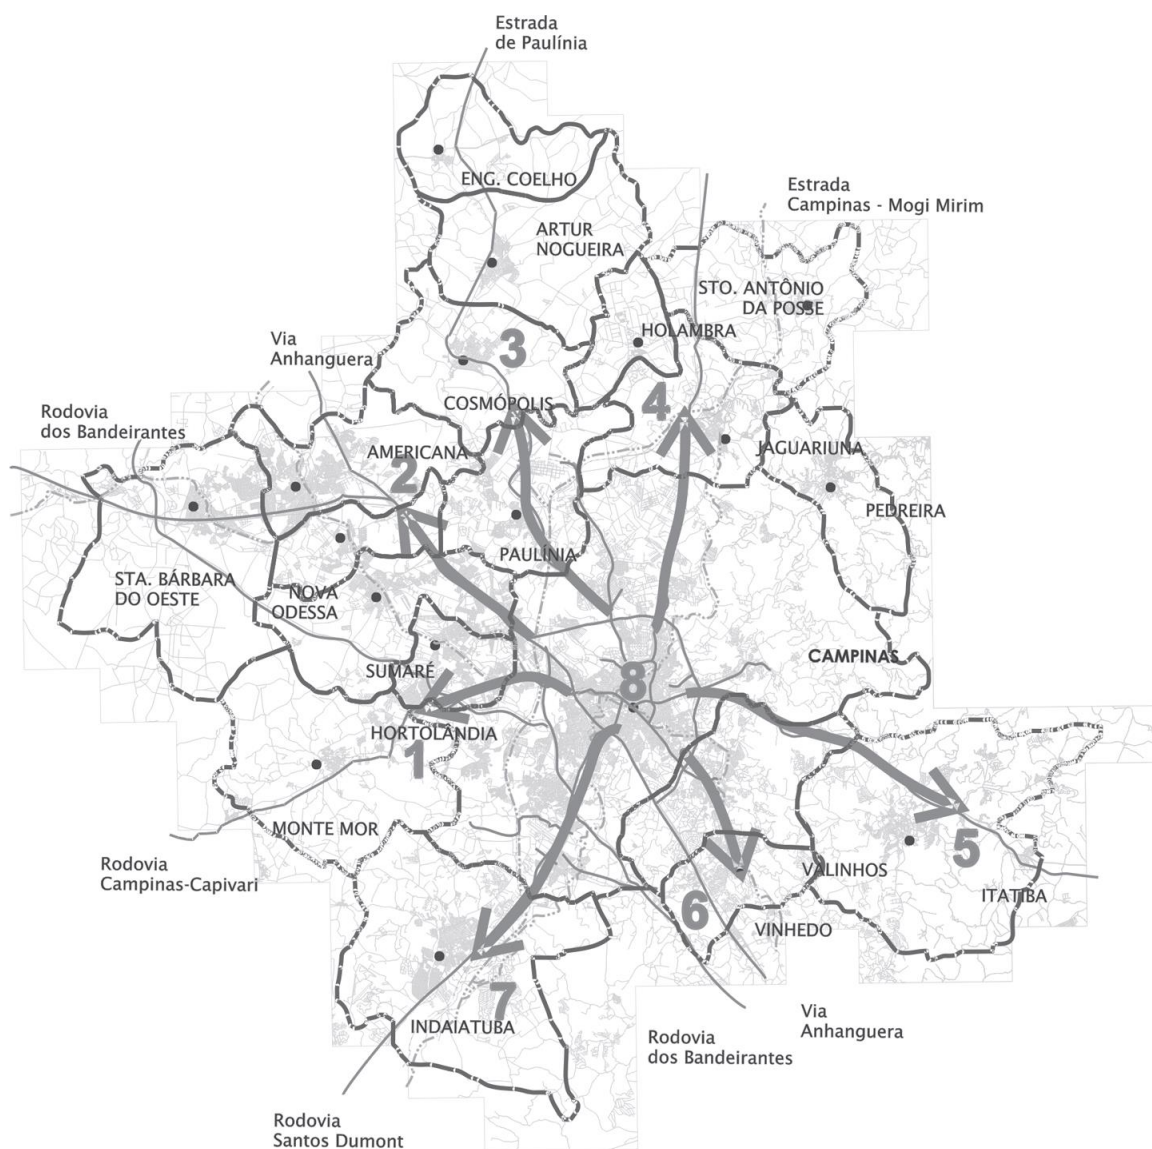 Estrada
de Paulínia
ENG. COELHO
Estrada
Campinas - Mogi Mirim
ARTUR
NOGUEIRA
STO. ANTÔNIO
DA POSSE
HOLAMBRA
Via
Anhanguera
3
4
COSMÓPOLIS
Rodovia
dos Bandeirantes
AMERICANA
2
JAGUARIUNA
PEDREIRA
PAULÍNIA
STA. BÁRBARA
DO OESTE
NOVA
ODESSA
SUMARÉ
CAMPINAS
8
HORTOLÂNDIA
1
MONTE MOR
5
Rodovia
Campinas-Capivari
VALINHOS
ITATIBA
6
VINHEDO
7
INDAIATUBA
Via
Anhanguera
Rodovia
dos Bandeirantes
Rodovia
Santos Dumont